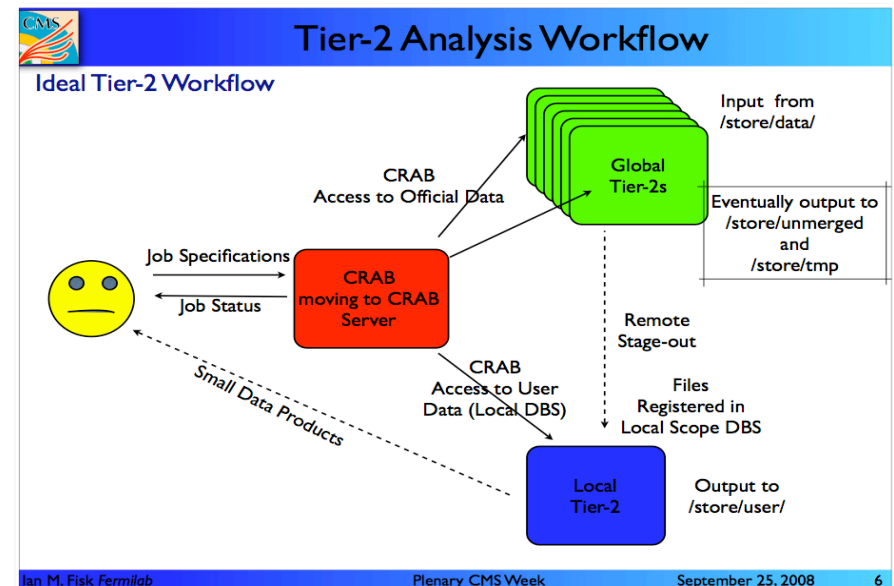 CMS
Tier-2 Analysis Workflow
Ideal Tier-2 Workflow
Input from
/store/data/
Global
Tier-2s
CRAB
Access to Official Data
Eventually output to
/store/unmerged
and
/store/tmp
Job Specifications
CRAB
moving to CRAB
Server
Job Status
Remote
Stage-out
CRAB
Access to User
Data (Local DBS)
Small Data Products
Files
Registered in
Local Scope DBS
Local
Tier-2
Output to
/store/user/
Ian M. Fisk Fermilab
Plenary CMS Week
September 25, 2008
6